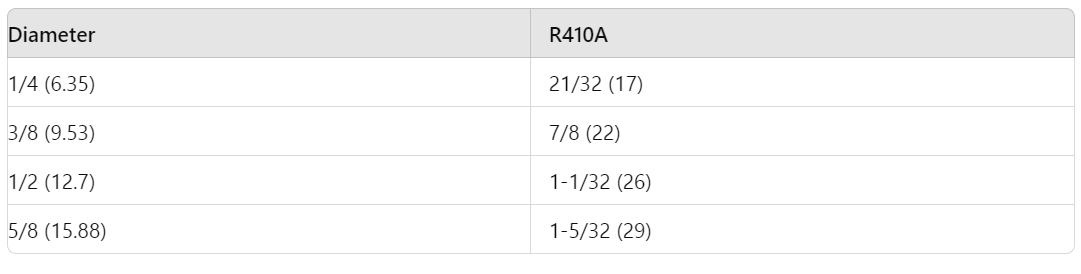 Diameter R410A
1/4 (6.35) 21/32 (17)
3/8 (9.53) 7/8 (22)
1/2 (12.7) 1-1/32 (26)
5/8 (15.88) 1-5/32 (29)